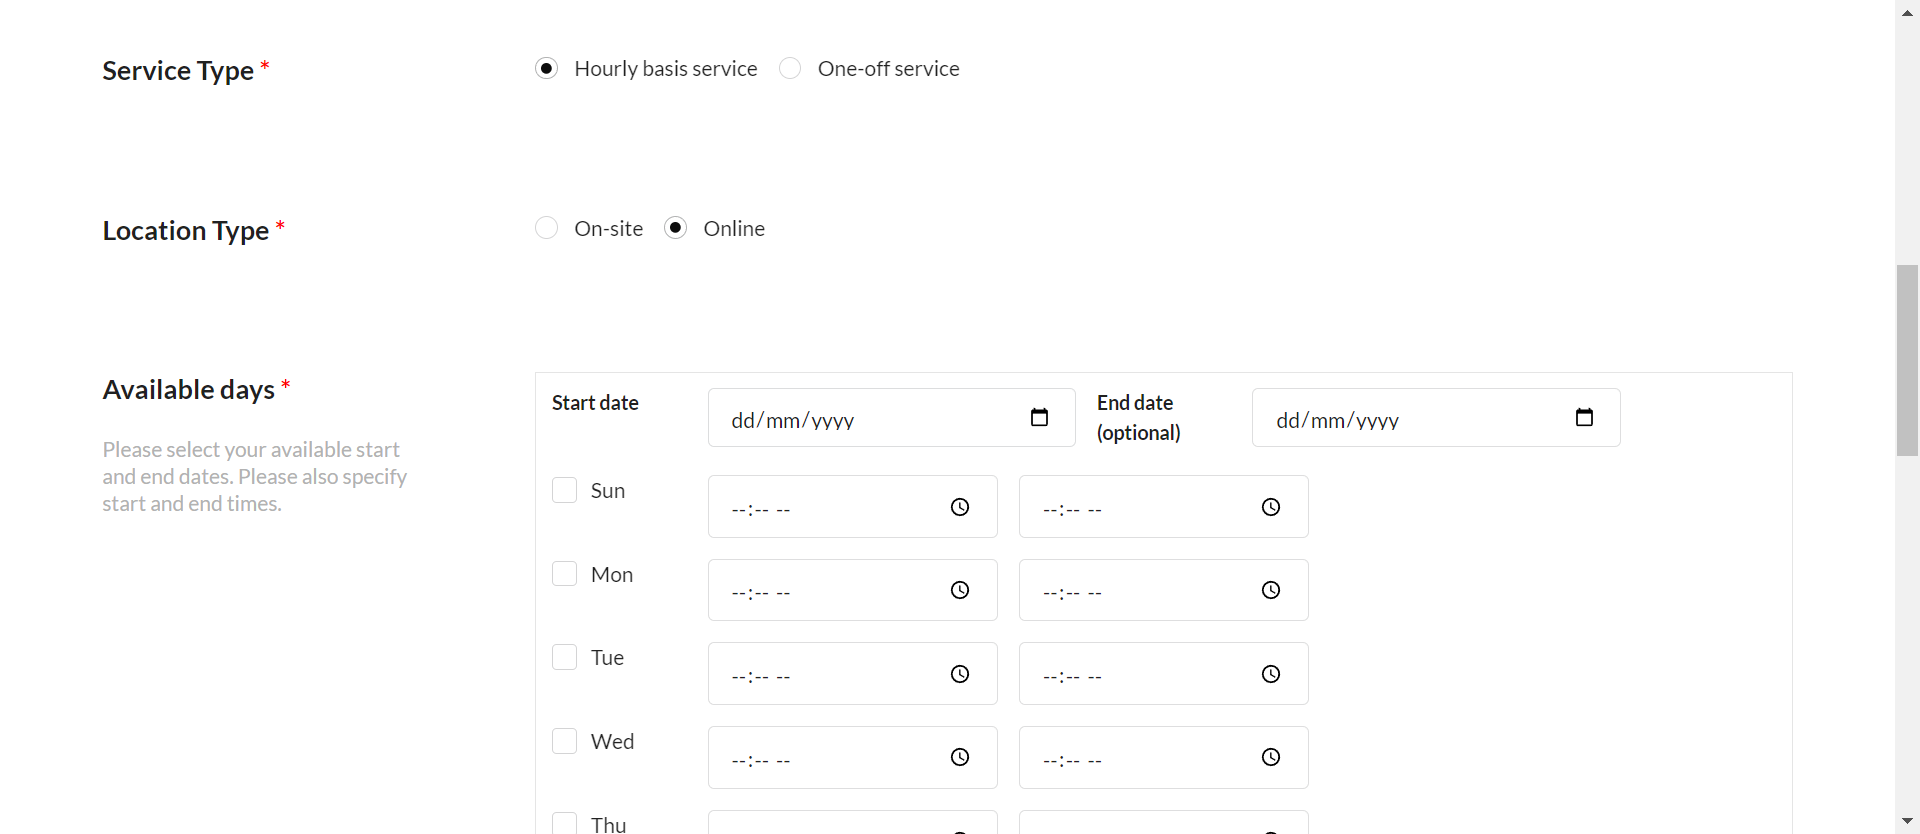 Service Type *
Hourly basis service One-off service
Location Type *
On-site Online
Available days *
Please select your available start
and end dates. Please also specify
start and end times.
Start date dd/mm/yyyy End date
(optional) dd/mm/yyyy
Sun --:-- -- --:-- --
Mon --:-- -- --:-- --
Tue --:-- -- --:-- --
Wed --:-- -- --:-- --
Thu